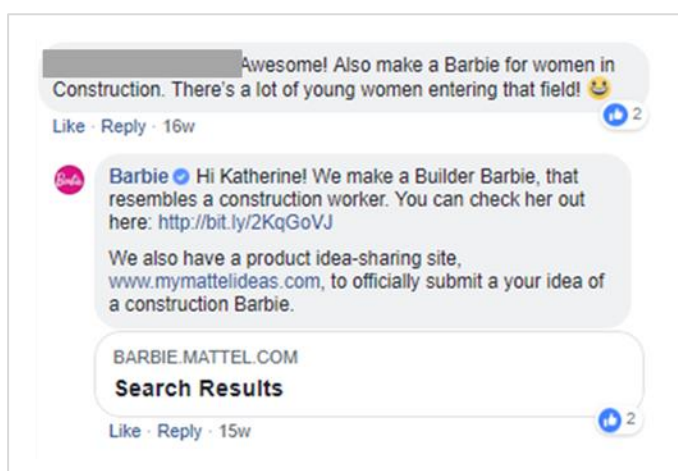 Awesome! Also make a Barbie for women in
Construction. There's a lot of young women entering that field! 😆
2
Like · Reply · 16w
Barbie
Barbie Hi Katherine! We make a Builder Barbie, that
resembles a construction worker. You can check her out
here: http://bit.ly/2KqGoVJ
We also have a product idea-sharing site,
www.mymattelideas.com, to officially submit a your idea of
a construction Barbie.
BARBIE.MATTEL.COM
Search Results
2
Like · Reply · 15w